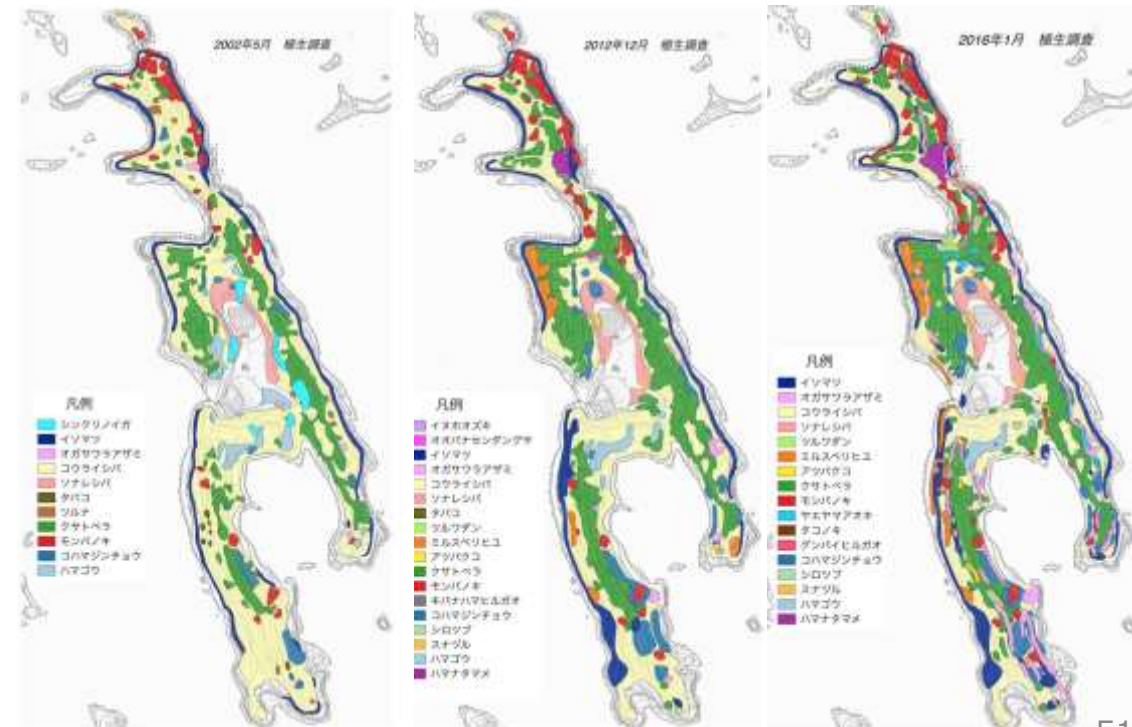 2002年5月 植生調査
凡例
シンクリノイガ
イソマツ
オガサワラアザミ
コウライシバ
ソナレシバ
タバコ
ツルナ
クサトベラ
モンパノキ
コハマジンチョウ
ハマゴウ
2012年12月 植生調査
凡例
イヌホオズキ
オオバナセンダングサ
イソマツ
オガサワラアザミ
コウライシバ
ソナレシバ
タバコ
ツルワダン
ミルスベリヒユ
アツバクコ
クサトベラ
モンパノキ
キバナハマヒルガオ
コハマジンチョウ
シロツブ
スナヅル
ハマゴウ
ハマナタマメ
2016年1月 植生調査
凡例
イソマツ
オガサワラアザミ
コウライシバ
ソナレシバ
ツルワダン
ミルスベリヒユ
アツバクコ
クサトベラ
モンパノキ
ヤエヤマアオキ
タコノキ
グンバイヒルガオ
コハマジンチョウ
シロツブ
スナヅル
ハマゴウ
ハマナタマメ